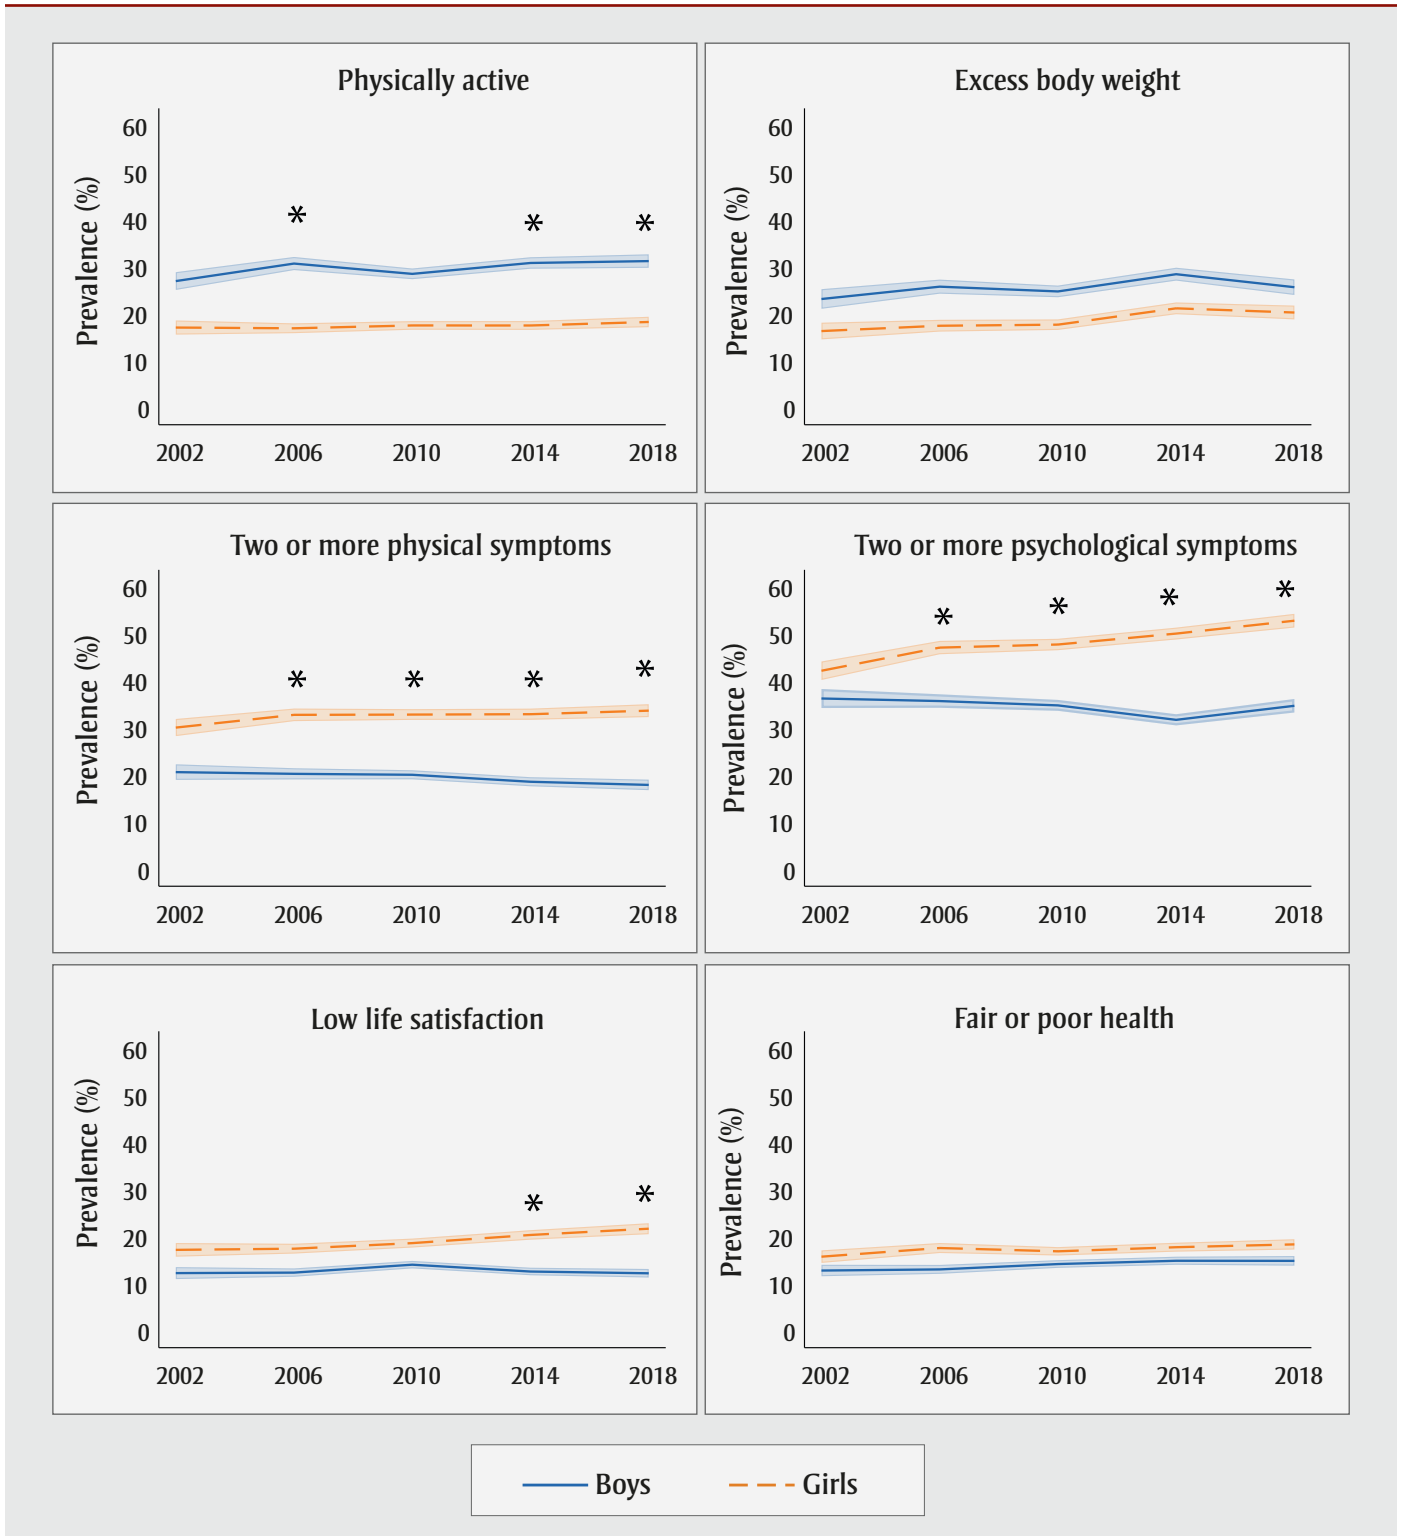 Physically active
Prevalence (%)
60
50
40
30
20
10
0
* * *
2002 2006 2010 2014 2018
Excess body weight
Prevalence (%)
60
50
40
30
20
10
0
2002 2006 2010 2014 2018
Two or more physical symptoms
Prevalence (%)
60
50
40
30
20
10
0
* * * *
2002 2006 2010 2014 2018
Two or more psychological symptoms
Prevalence (%)
60
50
40
30
20
10
0
* * * *
2002 2006 2010 2014 2018
Low life satisfaction
Prevalence (%)
60
50
40
30
20
10
0
* *
2002 2006 2010 2014 2018
Fair or poor health
Prevalence (%)
60
50
40
30
20
10
0
2002 2006 2010 2014 2018
Boys Girls